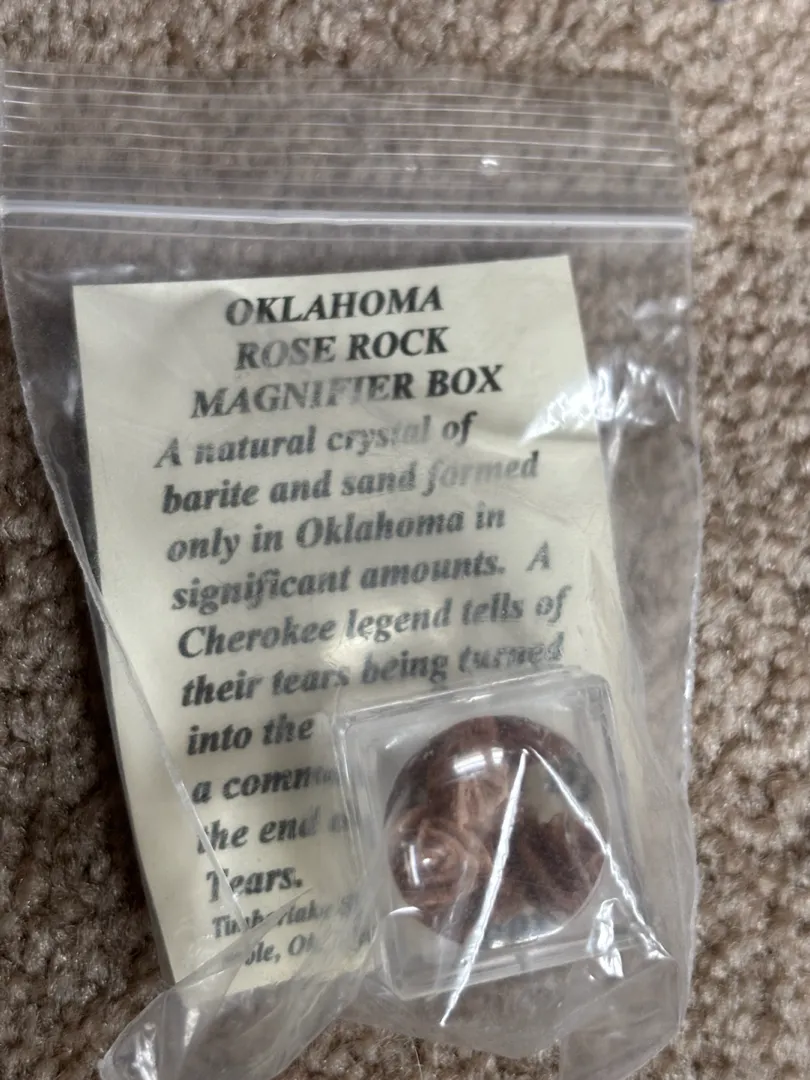 OKLAHOMA
ROSE ROCK
MAGNIFIER BOX
A natural crystal of
barite and sand formed
only in Oklahoma in
significant amounts. A
Cherokee legend tells of
their tears being turned
into the
a
the end
Tears.